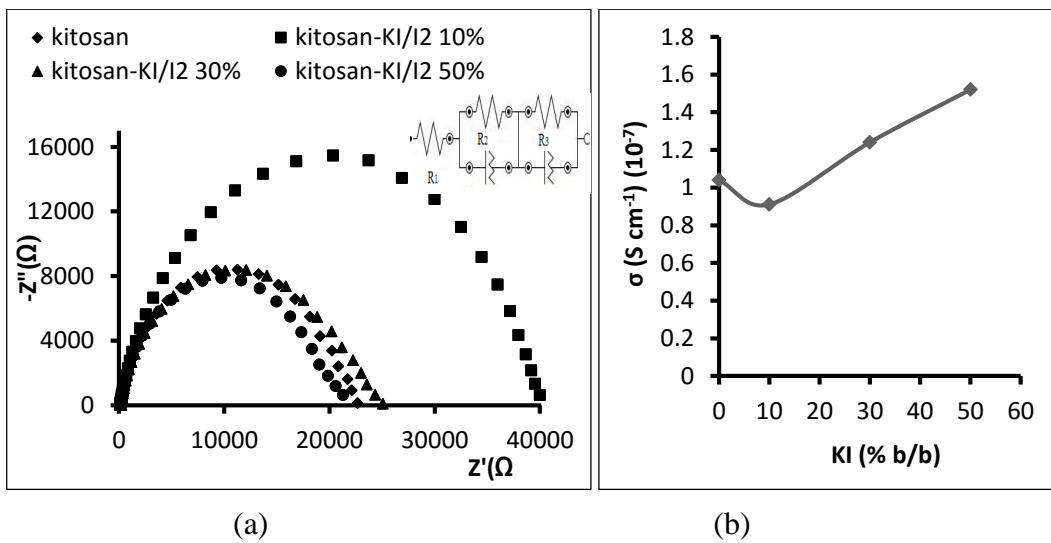 kitosan
kitosan-KI/I2 10%
kitosan-KI/I2 30%
kitosan-KI/I2 50%
R1
R2
R3
-Z"(Ω)
16000
12000
8000
4000
0
0
10000
20000
30000
40000
Z'(Ω
(a)
σ (S cm⁻¹) (10⁻⁷)
1.8
1.6
1.4
1.2
1
0.8
0.6
0.4
0.2
0
0
10
20
30
40
50
60
KI (% b/b)
(b)